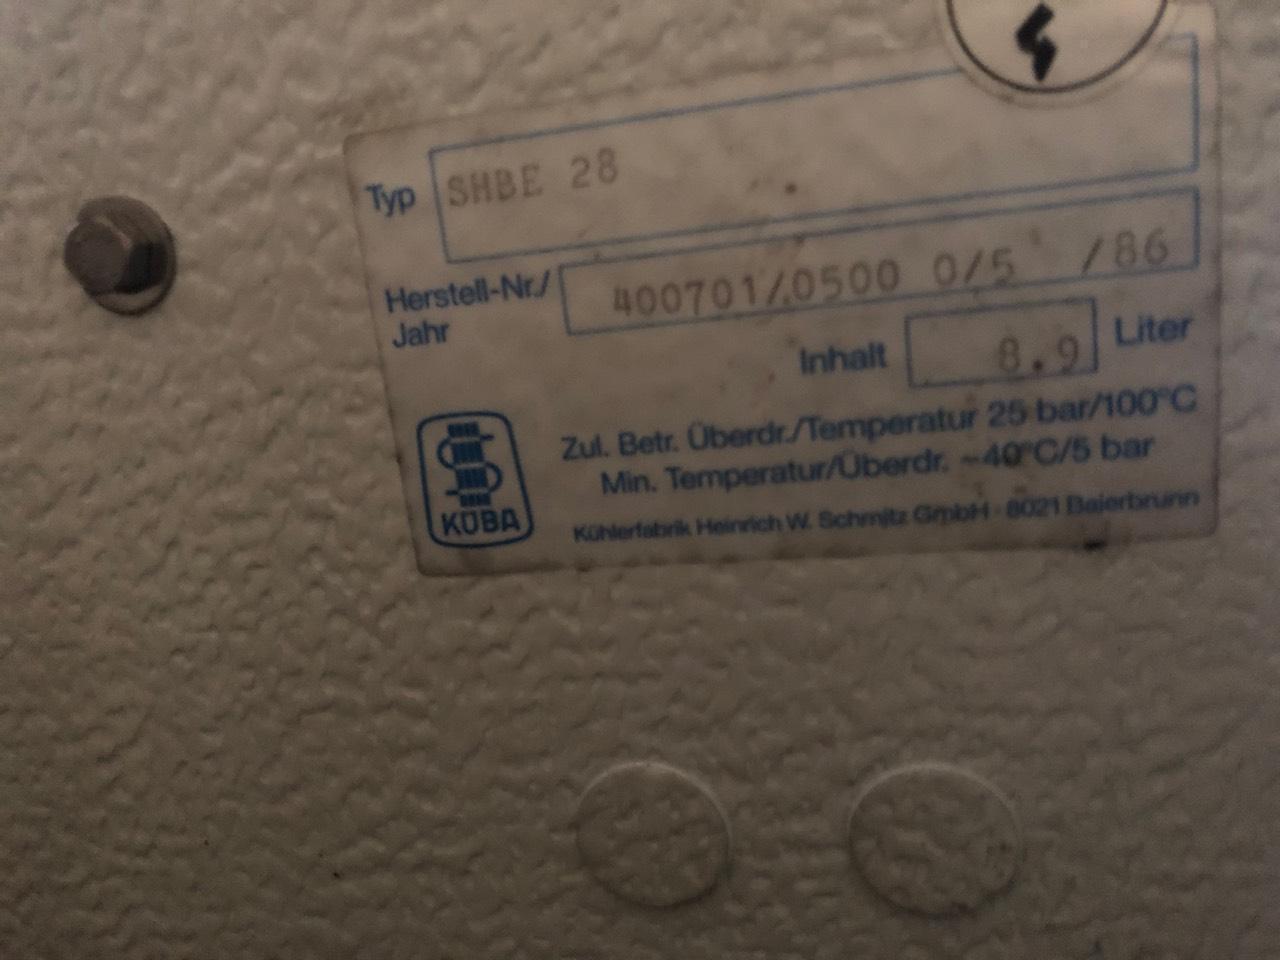 Typ SHBE 28
Herstell-Nr./
Jahr 400701/.0500 0/5 /86
Inhalt 8.9 Liter
Zul. Betr. Überdr./Temperatur 25 bar/100°C
Min. Temperatur/Überdr. -40°C/5 bar
KÜBA
Kühlerfabrik Heinrich W. Schmitz GmbH · 8021 Baierbrunn